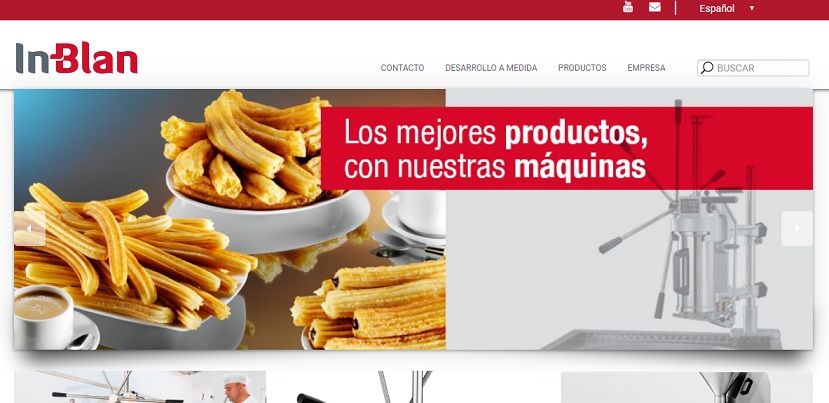 Español
In-Blan
CONTACTO DESARROLLO A MEDIDA PRODUCTOS EMPRESA BUSCAR
Los mejores productos,
con nuestras máquinas